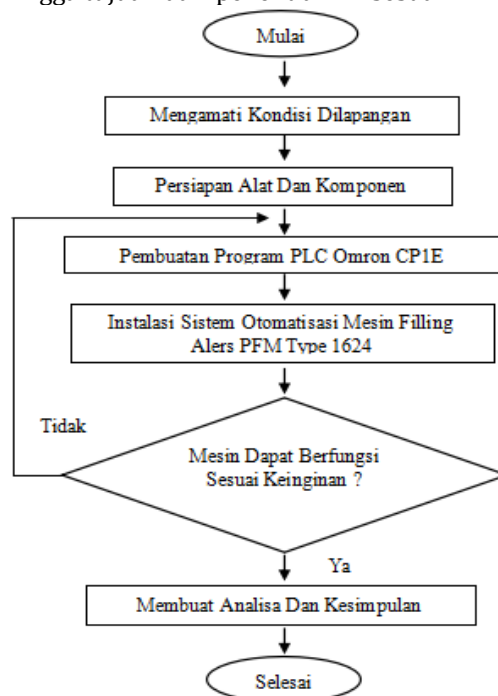 Mulai
Mengamati Kondisi Dilapangan
Persiapan Alat Dan Komponen
Pembuatan Program PLC Omron CP1E
Instalasi Sistem Otomatisasi Mesin Filling
Alers PFM Type 1624
Tidak
Mesin Dapat Berfungsi
Sesuai Keinginan ?
Ya
Membuat Analisa Dan Kesimpulan
Selesai